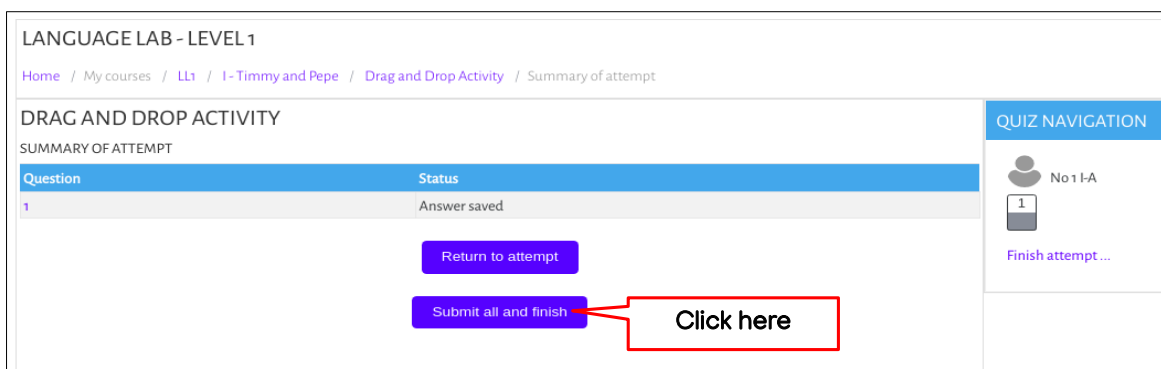 LANGUAGE LAB - LEVEL 1
Home / My courses / LL1 / I - Timmy and Pepe / Drag and Drop Activity / Summary of attempt
DRAG AND DROP ACTIVITY
SUMMARY OF ATTEMPT
Question Status
1 Answer saved
Return to attempt
Submit all and finish
Click here
QUIZ NAVIGATION
No 1 I-A
1
Finish attempt ...